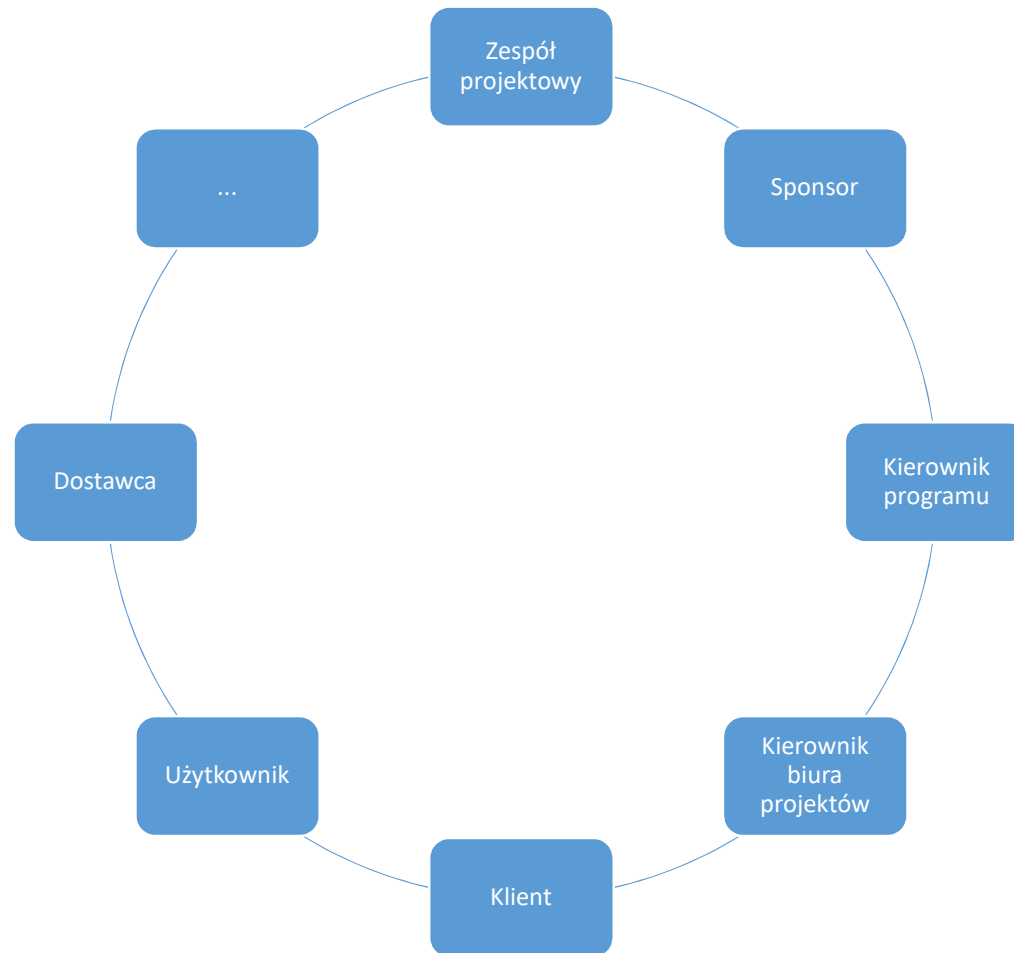 Zespół
projektowy
...
Sponsor
Dostawca
Kierownik
programu
Użytkownik
Kierownik
biura
projektów
Klient